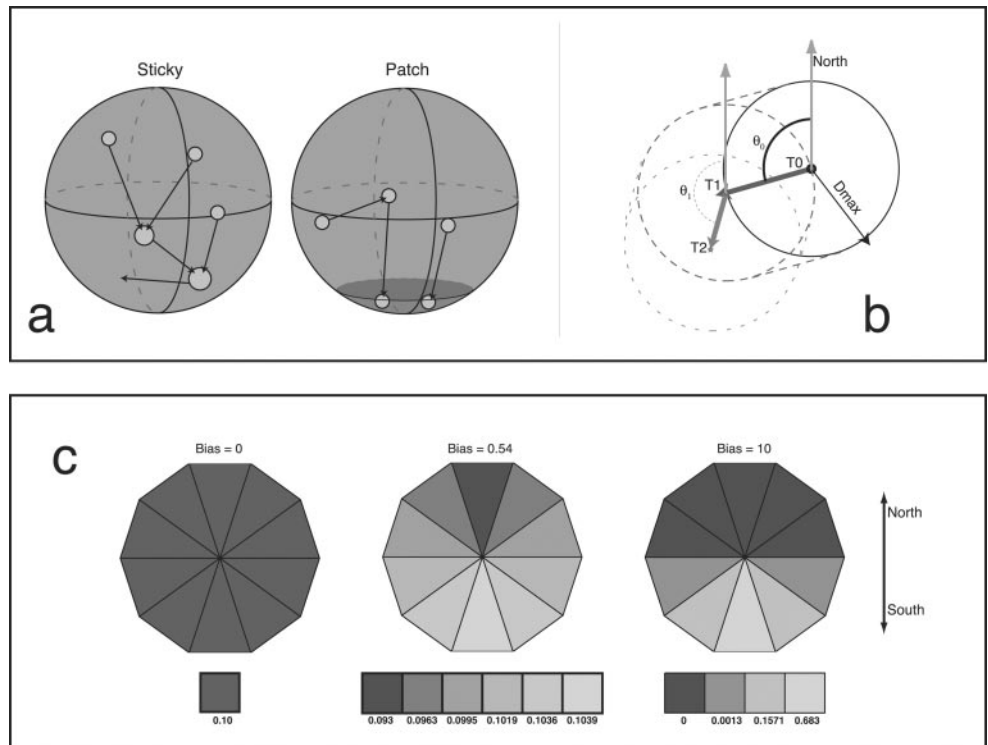 Sticky
Patch
a
North
θ0
T0
T1
θ1
Dmax
T2
b
c
Bias = 0
Bias = 0.54
Bias = 10
North
South
0.10
0.093 0.0963 0.0995 0.1019 0.1036 0.1039
0 0.0013 0.1571 0.683